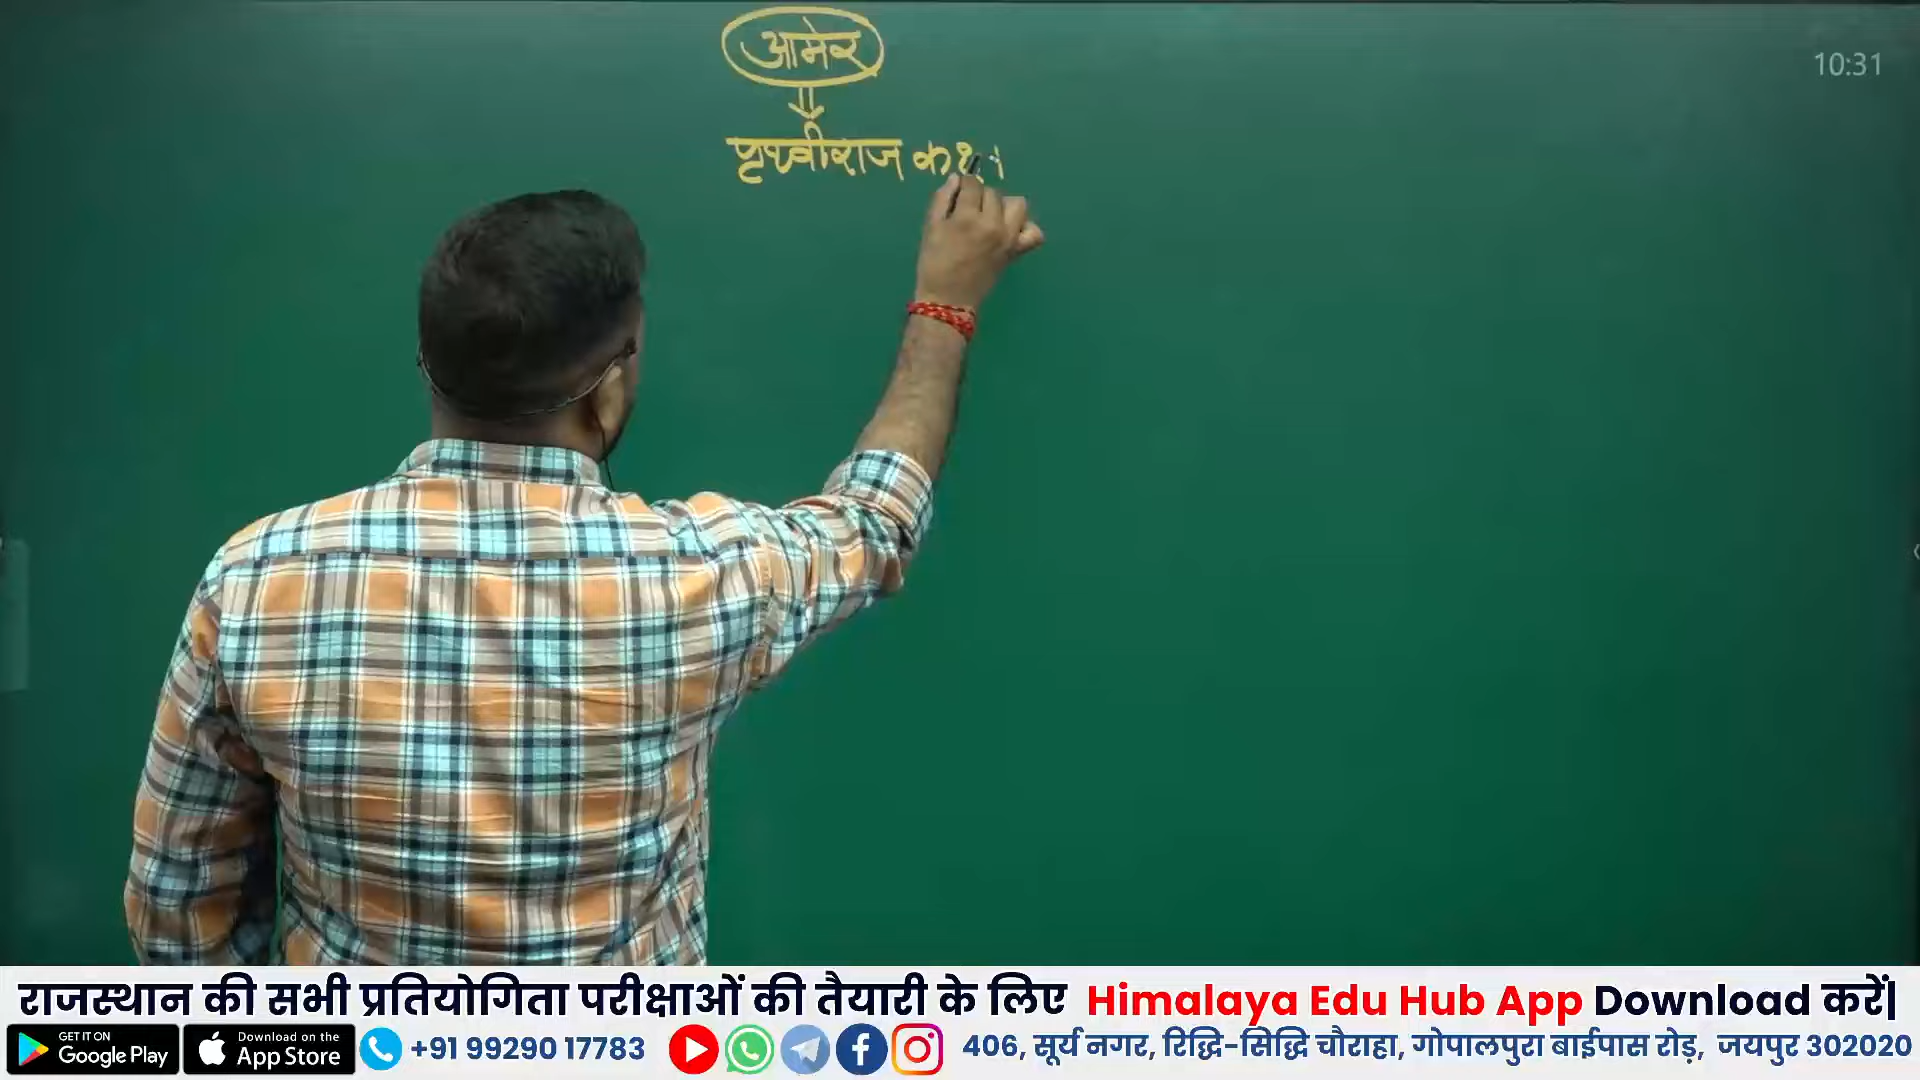 आमेर
10:31
पृथ्वीराज
राजस्थान की सभी प्रतियोगिता परीक्षाओं की तैयारी के लिए Himalaya Edu Hub App Download करें|
GET IT ON Google Play Download on the App Store +91 99290 17783 406, सूर्य नगर, रिद्धि-सिद्धि चौराहा, गोपालपुरा बाईपास रोड़, जयपुर 302020